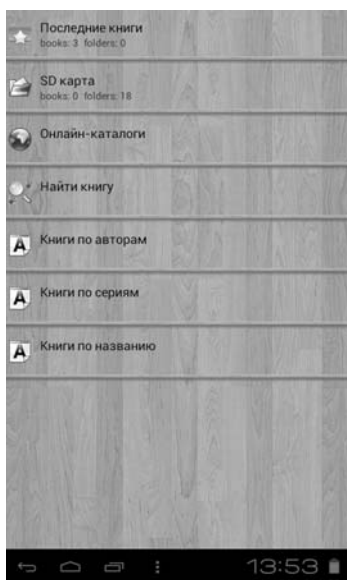 Последние книги
books: 3 folders: 0
SD карта
books: 0 folders: 18
Онлайн-каталоги
Найти книгу
A
Книги по авторам
A
Книги по сериям
A
Книги по названию
13:53